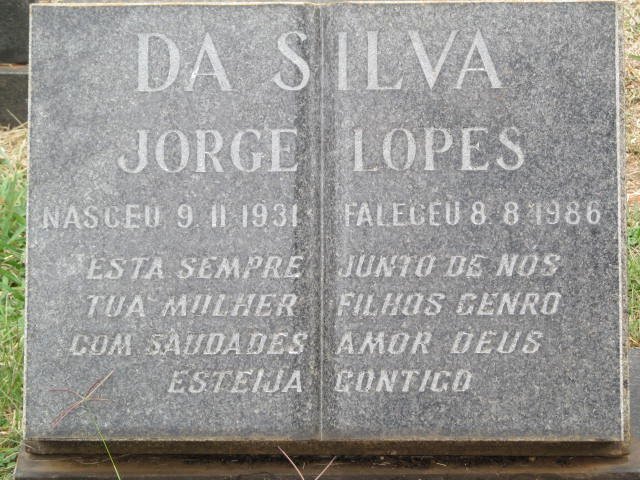 DA SILVA
JORGE LOPES
NASCEU 9.11 1931 FALECEU 8.8 1986
ESTA SEMPRE JUNTO DE NÓS
TUA MULHER FILHOS GENRO
COM SAUDADES AMOR DEUS
ESTEIJA CONTIGO